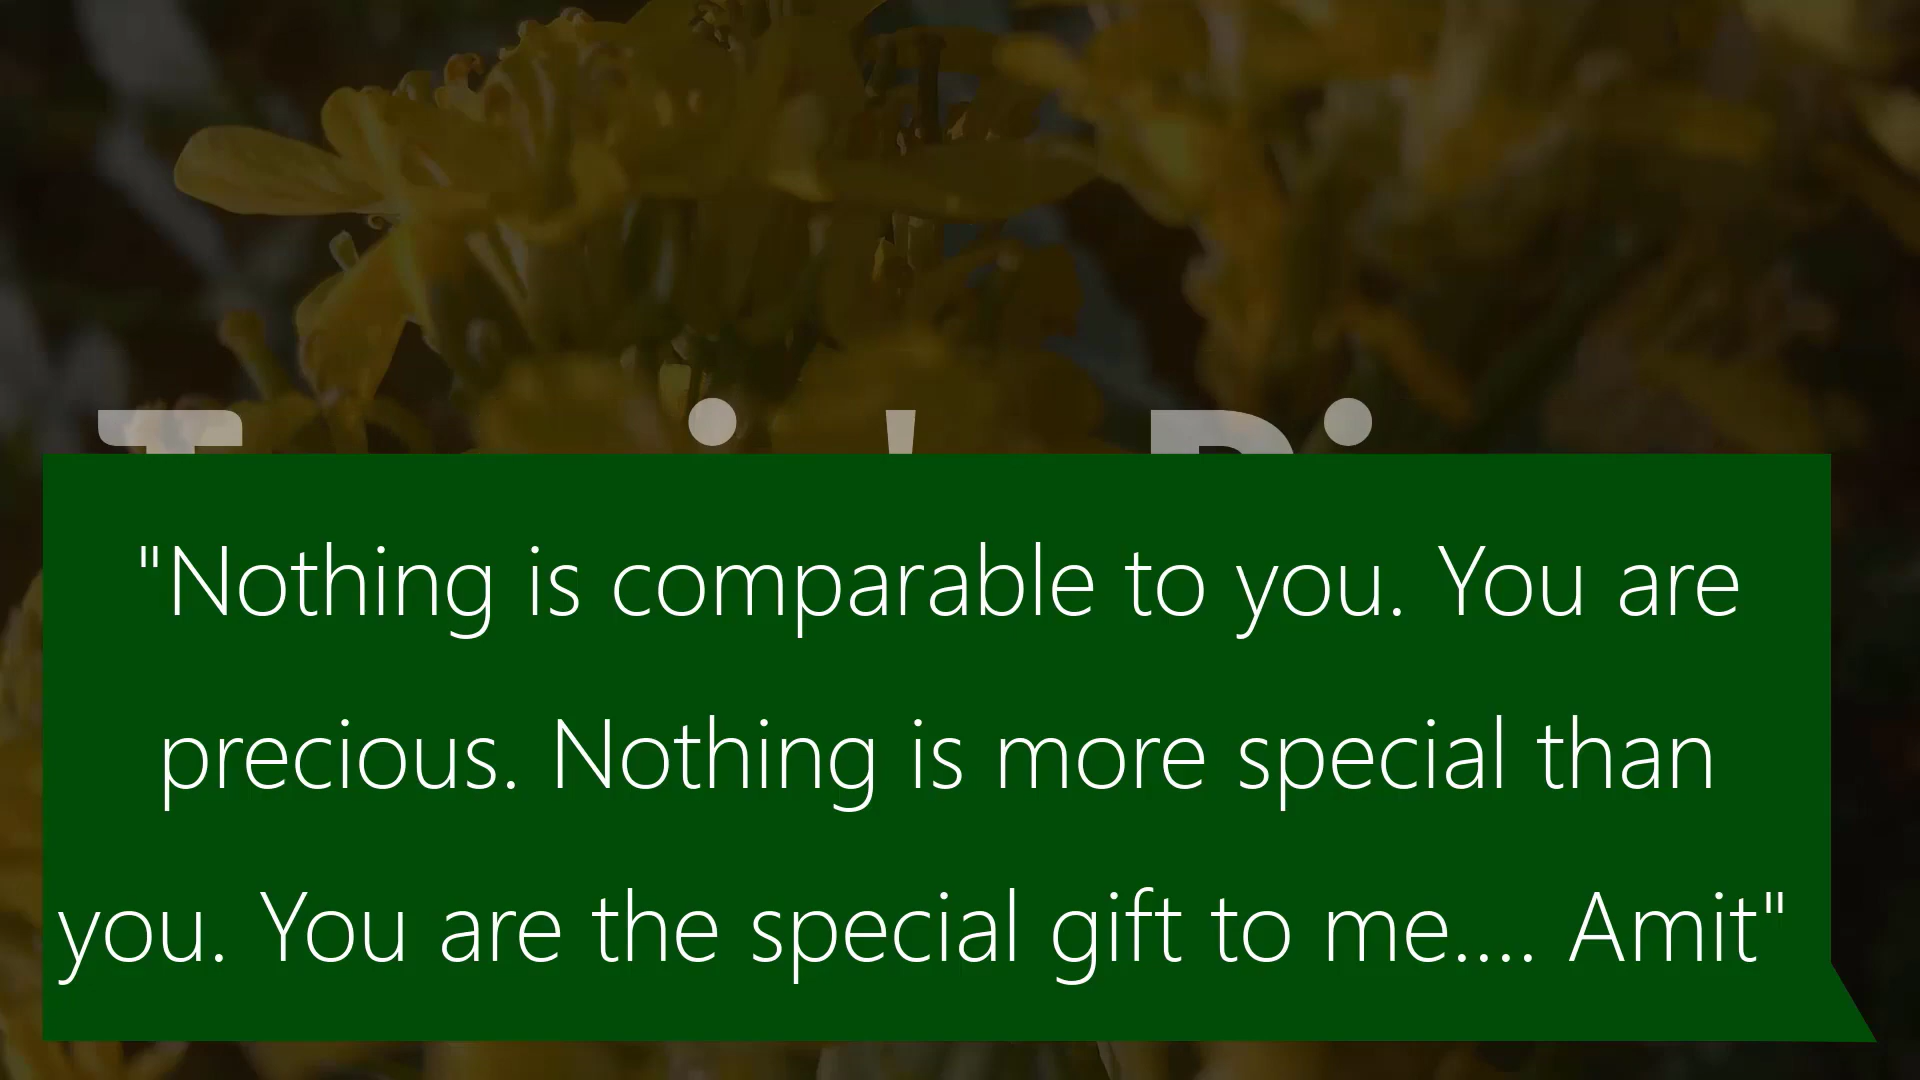 "Nothing is comparable to you. You are
precious. Nothing is more special than
you. You are the special gift to me.... Amit"